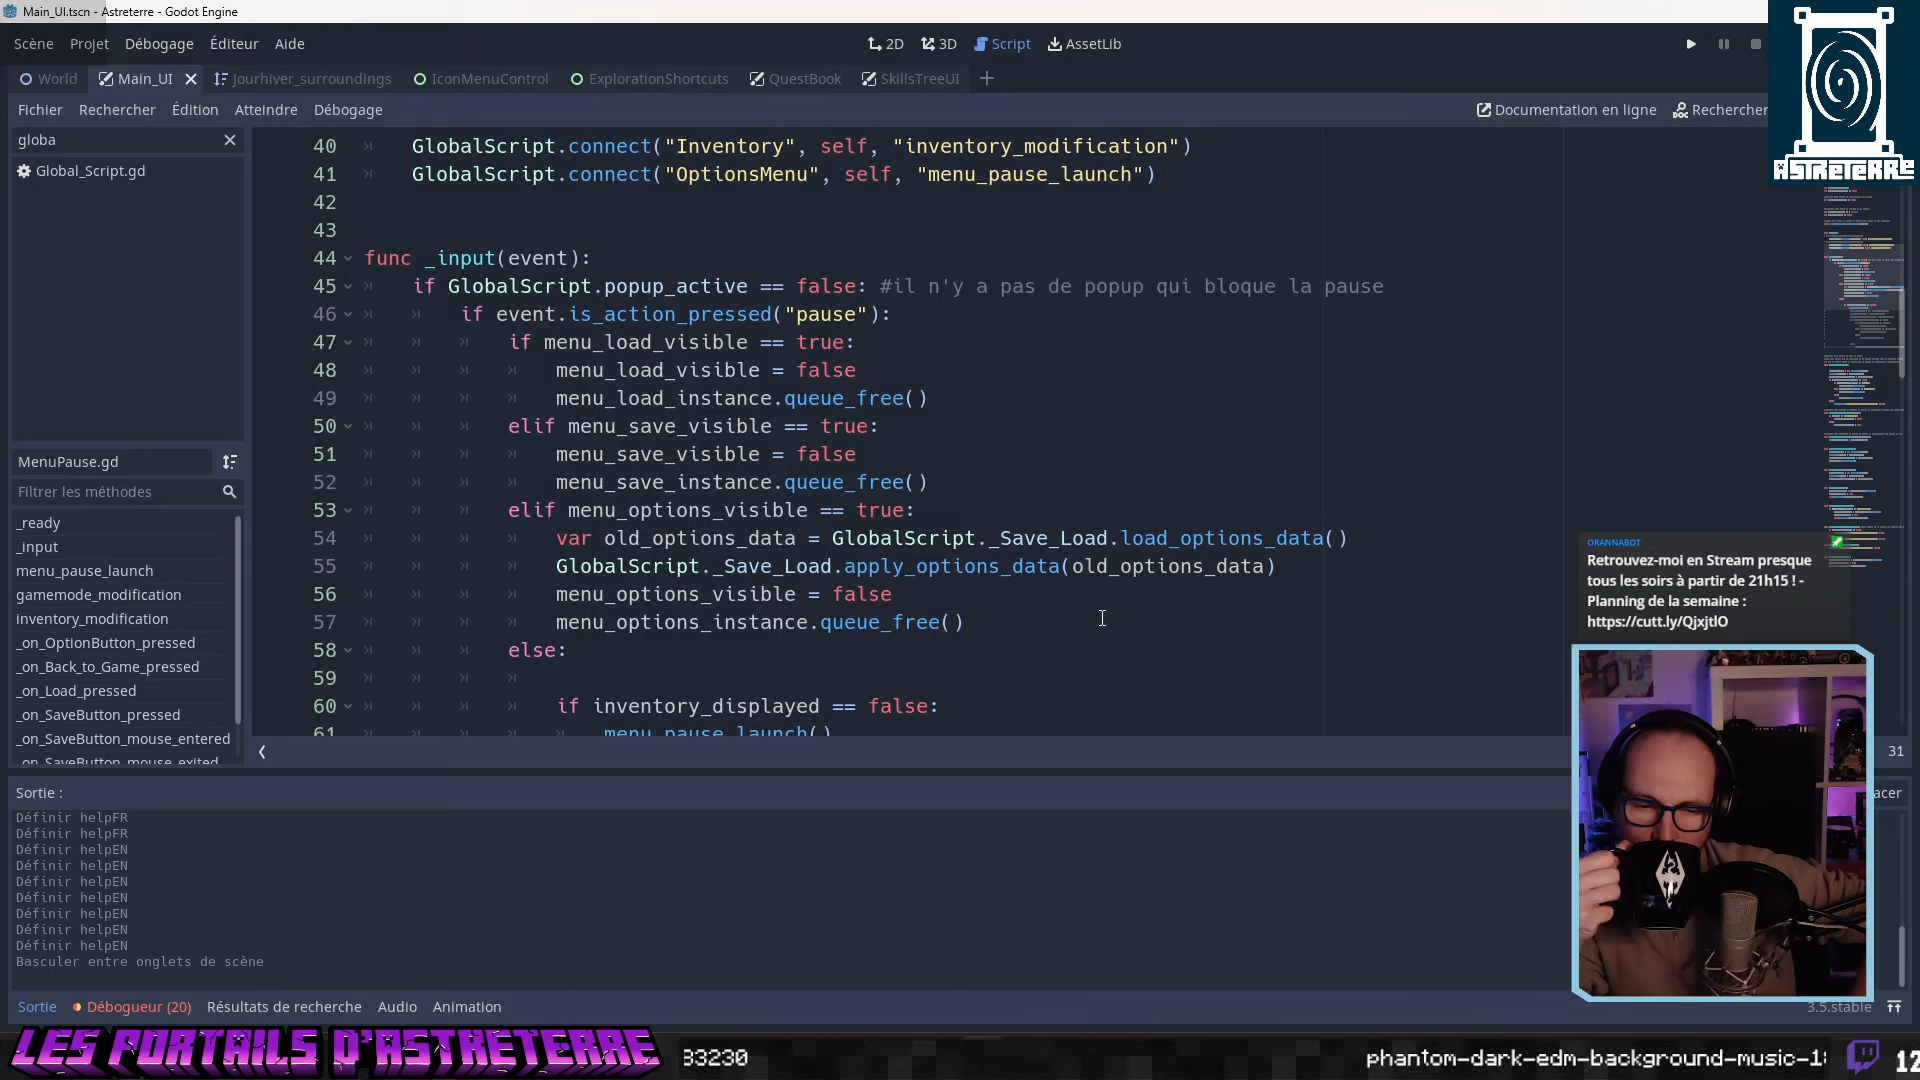 Main_UI.tscn - Astreterre - Godot Engine
Scène Projet Débogage Éditeur Aide
2D 3D Script AssetLib
World Main_UI Jourhiver_surroundings IconMenuControl ExplorationShortcuts QuestBook SkillsTreeUI
Fichier Rechercher Édition Atteindre Débogage
Documentation en ligne Rechercher
ASTRETERRE
globa
Global_Script.gd
MenuPause.gd
Filtrer les méthodes
_ready
_input
menu_pause_launch
gamemode_modification
inventory_modification
_on_OptionButton_pressed
_on_Back_to_Game_pressed
_on_Load_pressed
_on_SaveButton_pressed
_on_SaveButton_mouse_entered
_on_SaveButton_mouse_exited
40 GlobalScript.connect("Inventory", self, "inventory_modification")
41 GlobalScript.connect("OptionsMenu", self, "menu_pause_launch")
42
43
44 func _input(event):
45 if GlobalScript.popup_active == false: #il n'y a pas de popup qui bloque la pause
46 if event.is_action_pressed("pause"):
47 if menu_load_visible == true:
48 menu_load_visible = false
49 menu_load_instance.queue_free()
50 elif menu_save_visible == true:
51 menu_save_visible = false
52 menu_save_instance.queue_free()
53 elif menu_options_visible == true:
54 var old_options_data = GlobalScript._Save_Load.load_options_data()
55 GlobalScript._Save_Load.apply_options_data(old_options_data)
56 menu_options_visible = false
57 menu_options_instance.queue_free()
58 else:
59
60 if inventory_displayed == false:
61 menu_pause_launch()
31
ORANNABOT
Retrouvez-moi en Stream presque
tous les soirs à partir de 21h15 ! -
Planning de la semaine :
https://cutt.ly/QjxjtlO
Sortie :
acer
Définir helpFR
Définir helpFR
Définir helpEN
Définir helpEN
Définir helpEN
Définir helpEN
Définir helpEN
Définir helpEN
Définir helpEN
Basculer entre onglets de scène
Sortie Débogueur (20) Résultats de recherche Audio Animation
3.5.stable
LES PORTAILS D'ASTRETERRE
33230
phantom-dark-edm-background-music-1
12